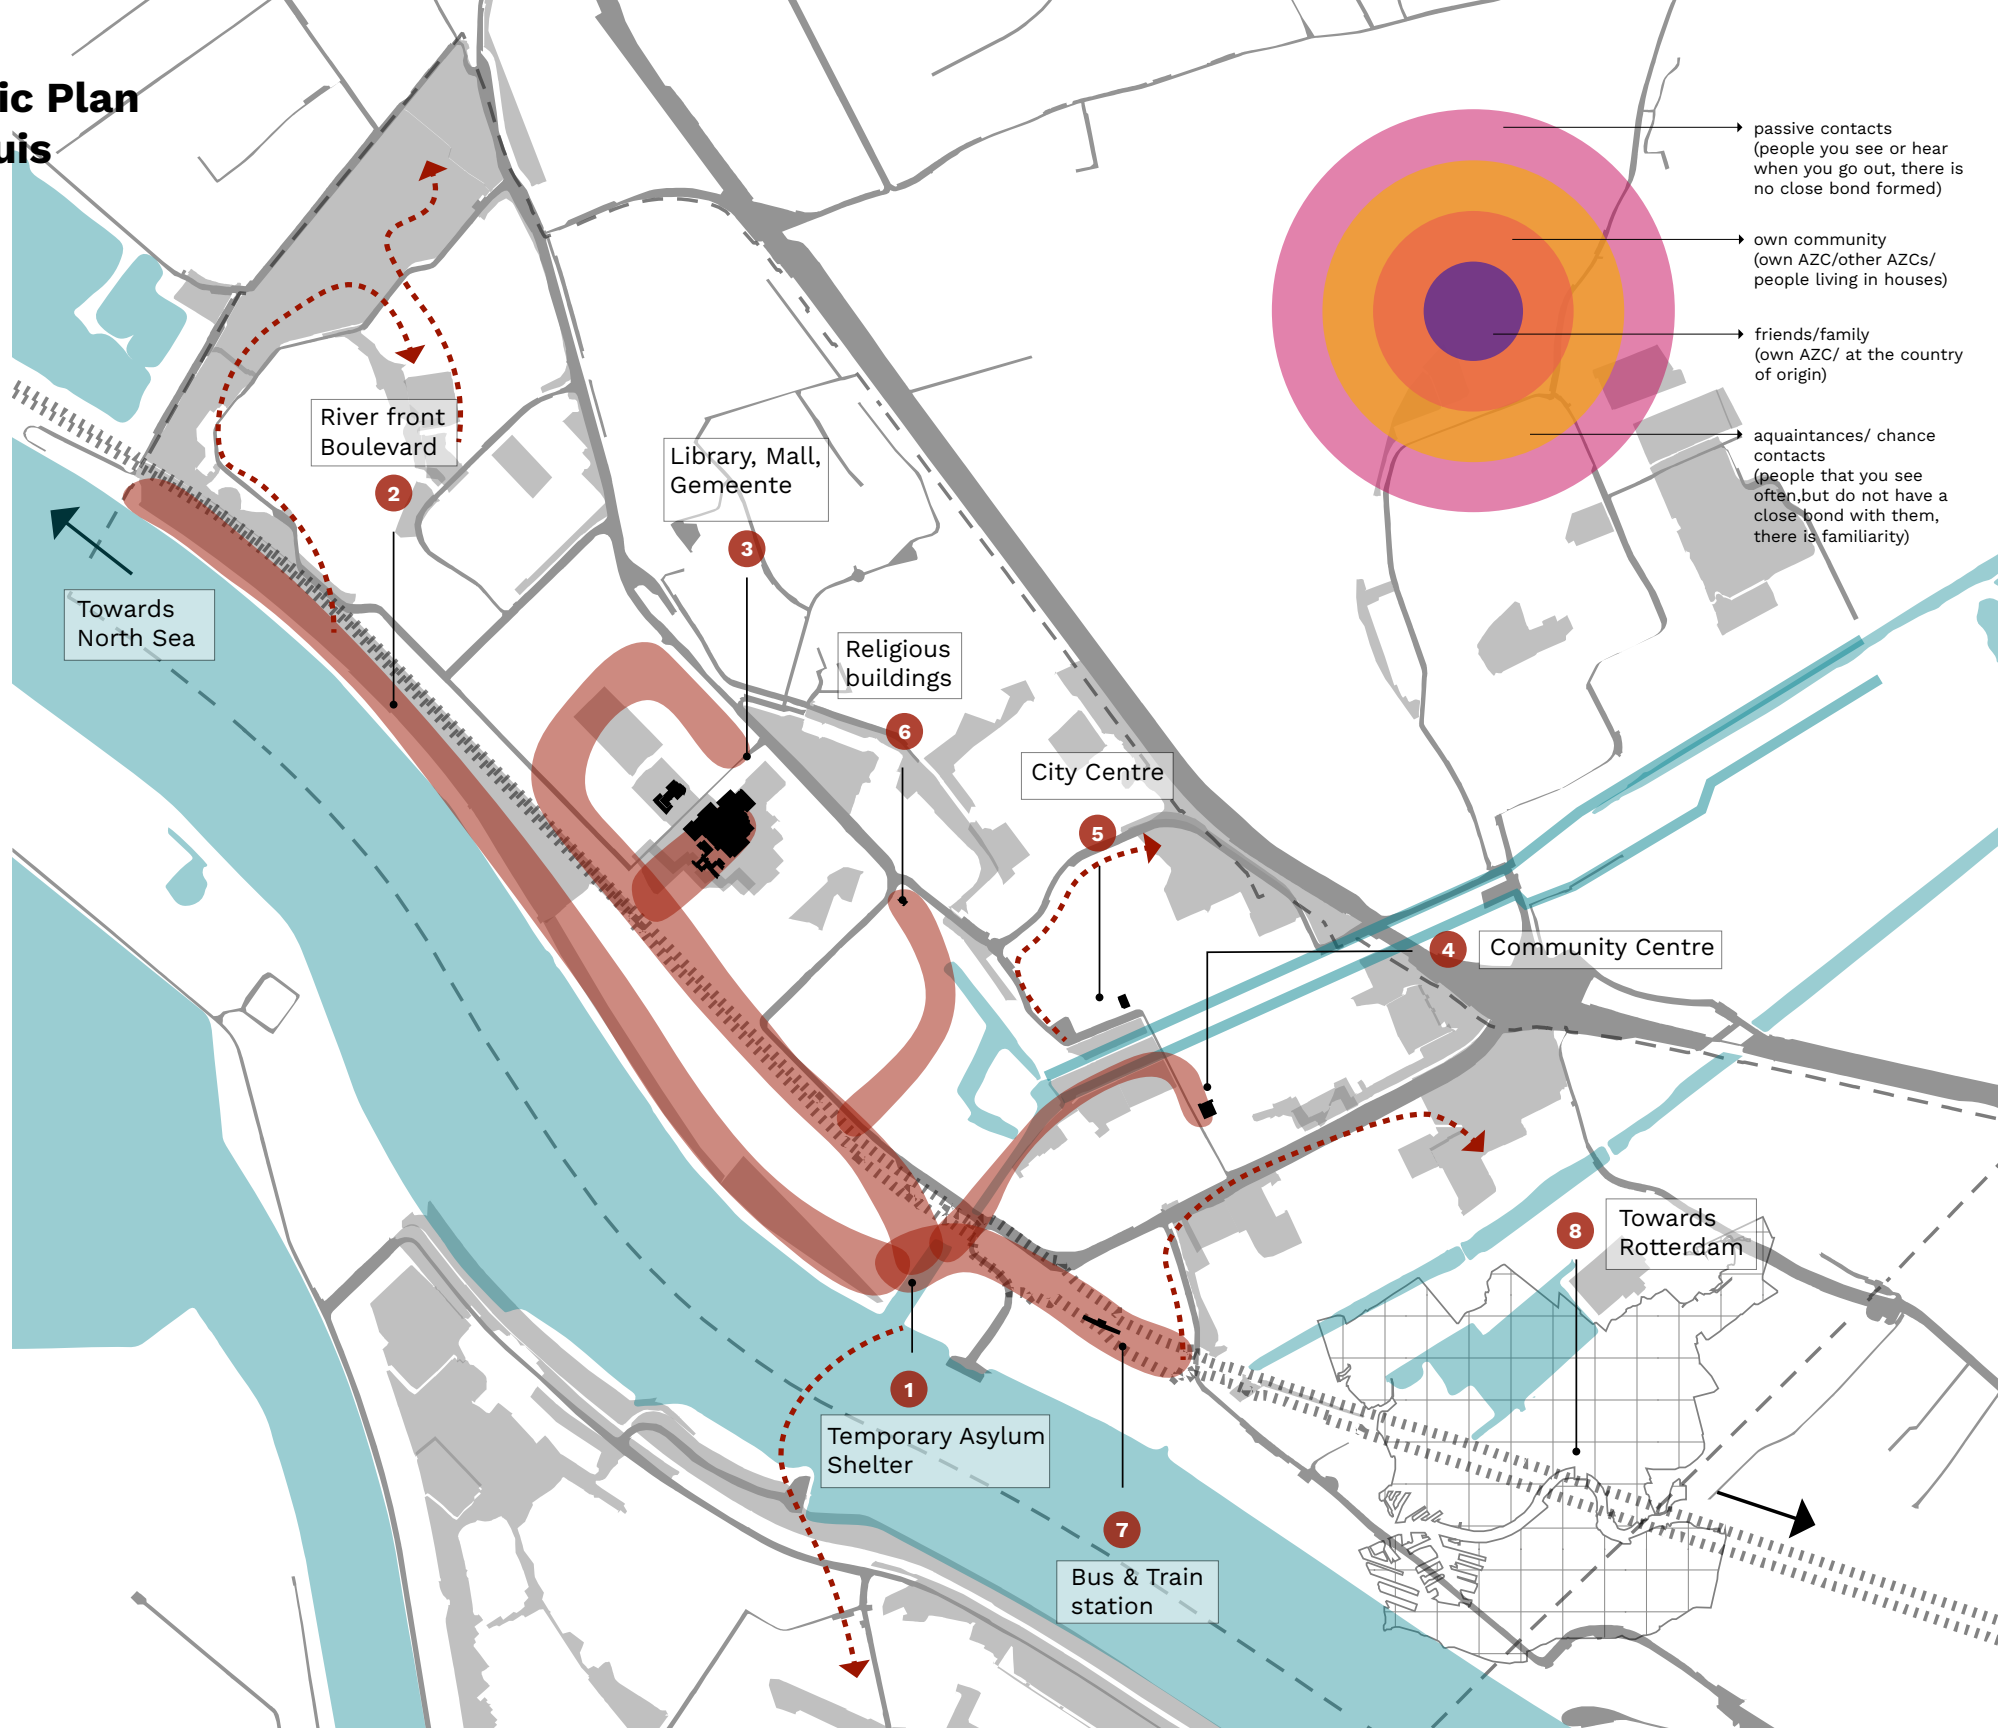 ic Plan
uis
passive contacts
(people you see or hear
when you go out, there is
no close bond formed)
own community
(own AZC/other AZCs/
people living in houses)
friends/family
(own AZC/ at the country
of origin)
aquaintances/ chance
contacts
(people that you see
often,but do not have a
close bond with them,
there is familiarity)
River front
Boulevard
2
Library, Mall,
Gemeente
3
Towards
North Sea
Religious
buildings
6
City Centre
5
4
Community Centre
8
Towards
Rotterdam
1
Temporary Asylum
Shelter
7
Bus & Train
station